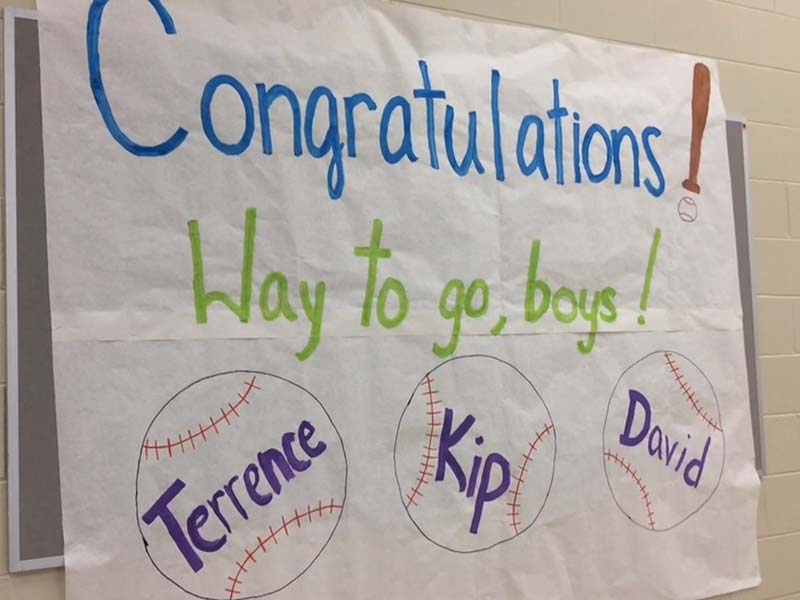 Congratulations!
Way to go, boys!
Terrence
Kip
David